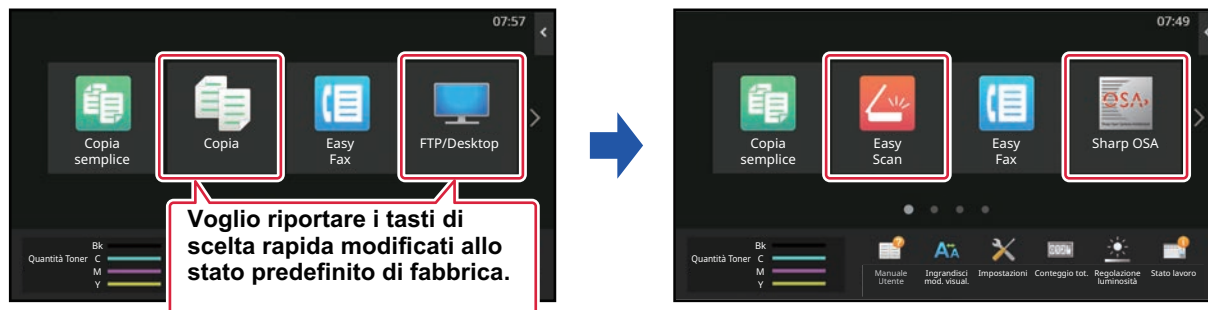 07:57
Copia
semplice
Copia
Easy
Fax
FTP/Desktop
Voglio riportare i tasti di
scelta rapida modificati allo
stato predefinito di fabbrica.
Quantità Toner
Bk
C
M
Y
07:49
Copia
semplice
Easy
Scan
Easy
Fax
OSA
Sharp OSA
Quantità Toner
Bk
C
M
Y
Manuale
Utente
Ingrandisci
mod. visual.
Impostazioni
Conteggio tot.
Regolazione
luminosità
Stato lavoro